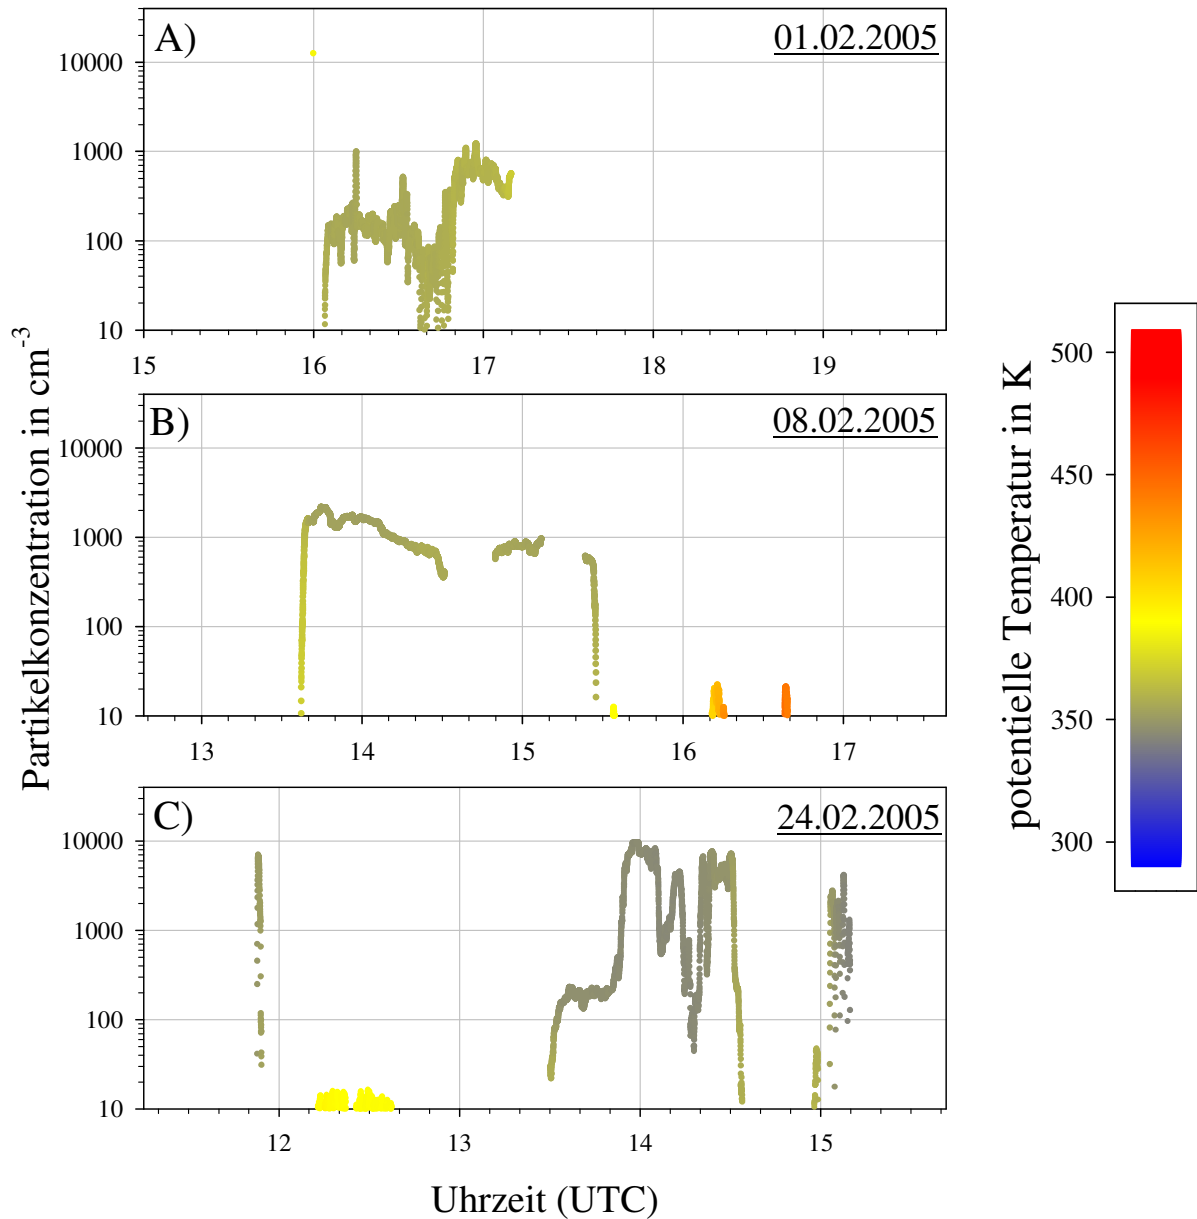 A)
01.02.2005
10000
1000
100
10
15 16 17 18 19
B)
08.02.2005
10000
1000
100
10
13 14 15 16 17
C)
24.02.2005
10000
1000
100
10
12 13 14 15
Partikelkonzentration in cm⁻³
Uhrzeit (UTC)
potentielle Temperatur in K
500
450
400
350
300